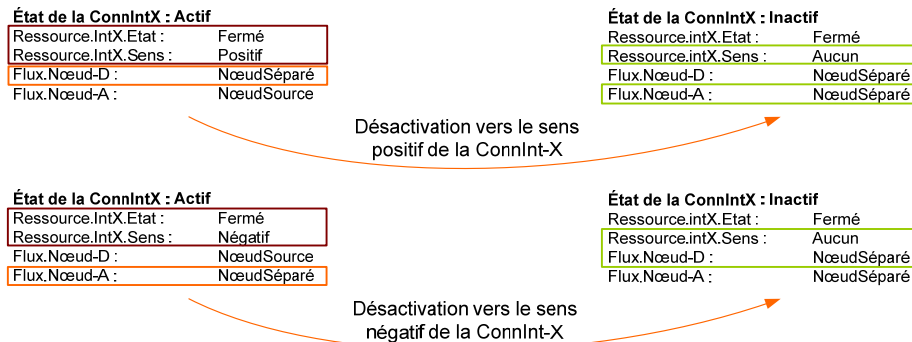 État de la ConnIntX : Actif
Ressource.IntX.Etat : Fermé
Ressource.IntX.Sens : Positif
Flux.Nœud-D : NœudSéparé
Flux.Nœud-A : NœudSource
État de la ConnIntX : Inactif
Ressource.intX.Etat : Fermé
Ressource.intX.Sens : Aucun
Flux.Nœud-D : NœudSéparé
Flux.Nœud-A : NœudSéparé
Désactivation vers le sens
positif de la ConnInt-X
État de la ConnIntX : Actif
Ressource.IntX.Etat : Fermé
Ressource.IntX.Sens : Négatif
Flux.Nœud-D : NœudSource
Flux.Nœud-A : NœudSéparé
État de la ConnIntX : Inactif
Ressource.intX.Etat : Fermé
Ressource.intX.Sens : Aucun
Flux.Nœud-D : NœudSéparé
Flux.Nœud-A : NœudSéparé
Désactivation vers le sens
négatif de la ConnInt-X